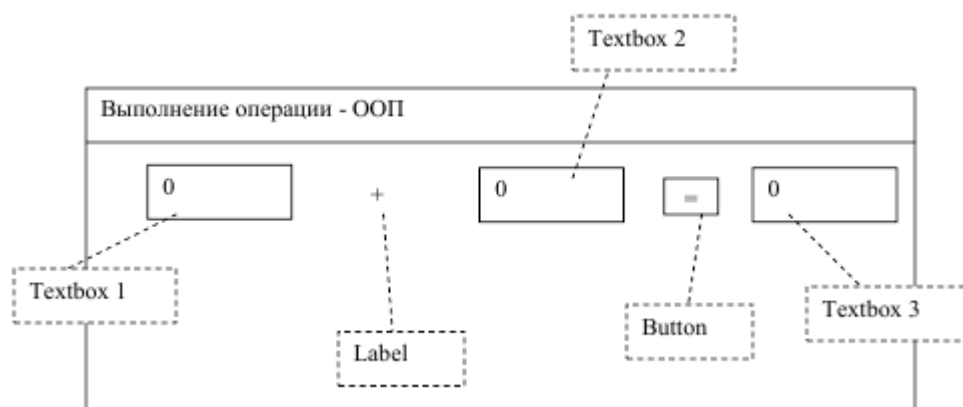 Textbox 2
Выполнение операции - ООП
0
+
0
=
0
Textbox 1
Label
Button
Textbox 3